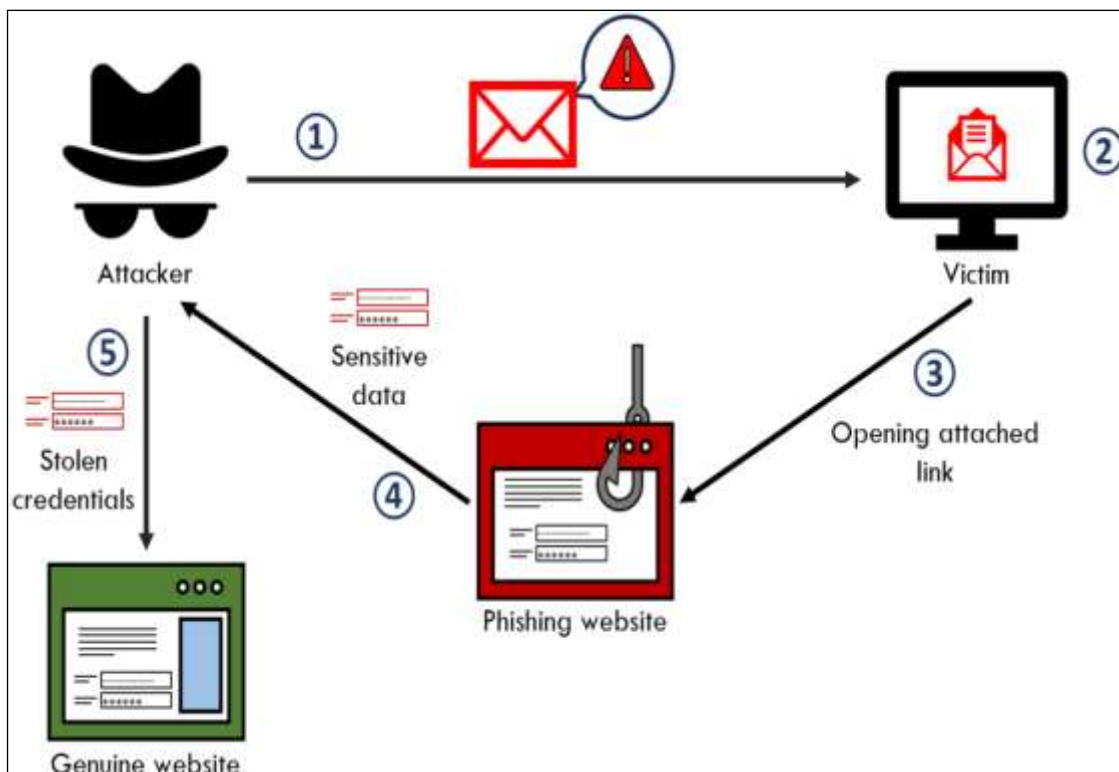 ①
②
Attacker
Victim
⑤
Sensitive
data
③
Stolen
credentials
④
Opening attached
link
Phishing website
Genuine website